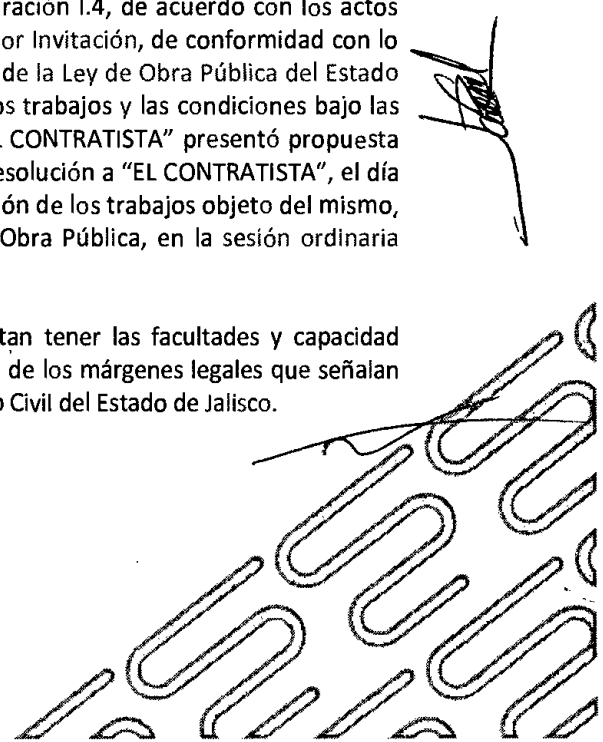 ración I.4, de acuerdo con los actos
or Invitación, de conformidad con lo
de la Ley de Obra Pública del Estado
os trabajos y las condiciones bajo las
L CONTRATISTA” presentó propuesta
esolución a “EL CONTRATISTA”, el día
ón de los trabajos objeto del mismo,
Obra Pública, en la sesión ordinaria
tan tener las facultades y capacidad
de los márgenes legales que señalan
o Civil del Estado de Jalisco.